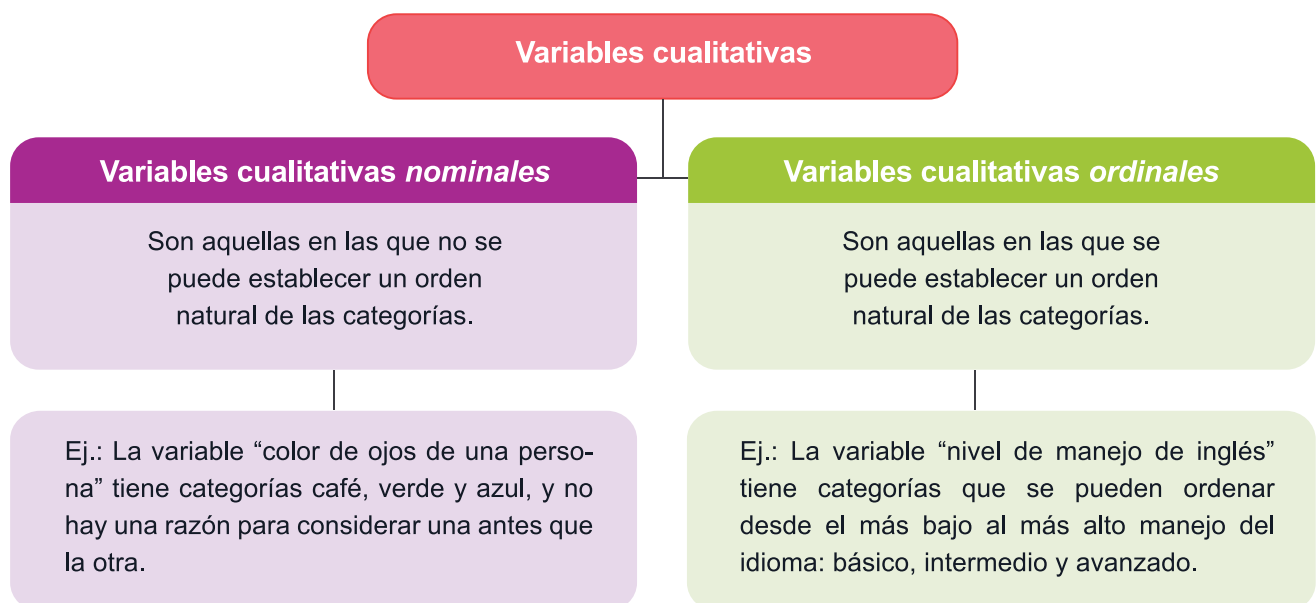 Variables cualitativas
Variables cualitativas nominales
Son aquellas en las que no se
puede establecer un orden
natural de las categorías.
Ej.: La variable “color de ojos de una perso-
na” tiene categorías café, verde y azul, y no
hay una razón para considerar una antes que
la otra.
Variables cualitativas ordinales
Son aquellas en las que se
puede establecer un orden
natural de las categorías.
Ej.: La variable “nivel de manejo de inglés”
tiene categorías que se pueden ordenar
desde el más bajo al más alto manejo del
idioma: básico, intermedio y avanzado.